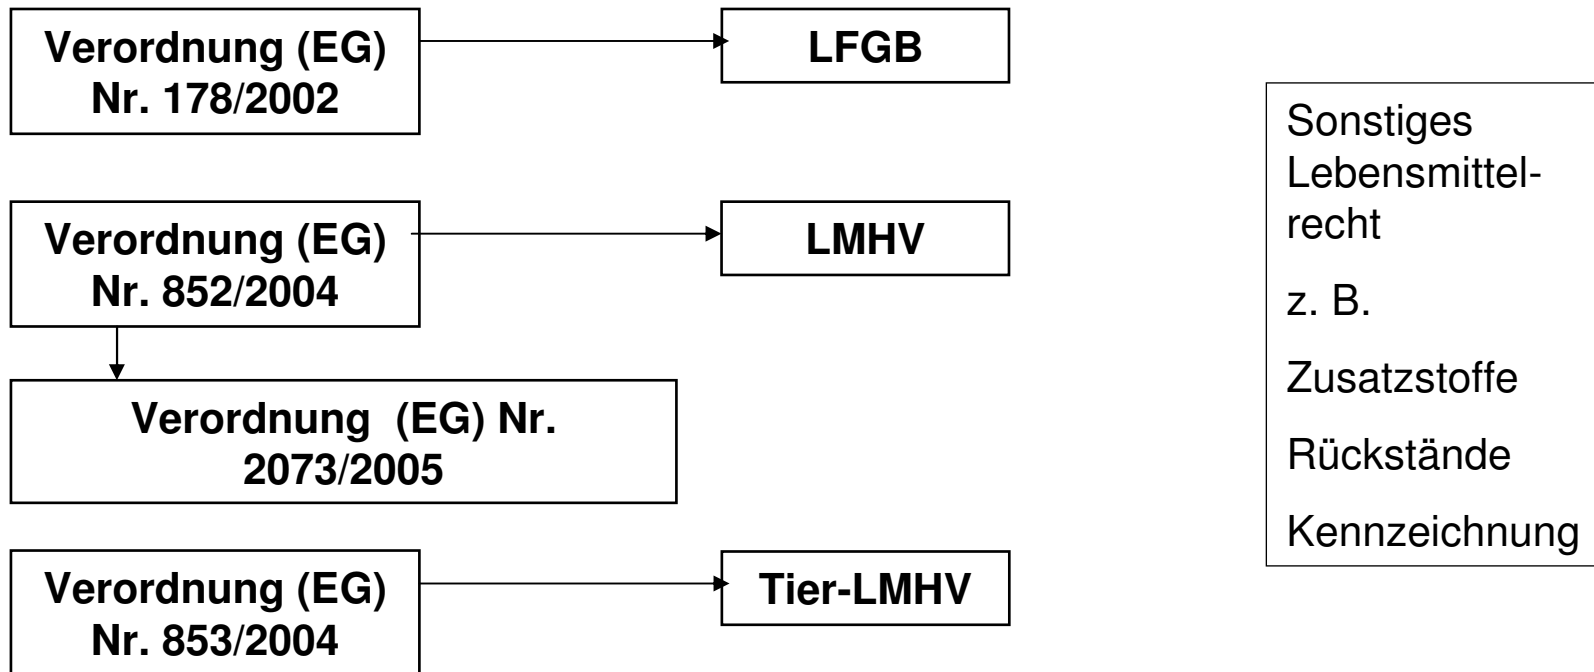 Verordnung (EG)
Nr. 178/2002
LFGB
Verordnung (EG)
Nr. 852/2004
LMHV
Verordnung (EG) Nr.
2073/2005
Verordnung (EG)
Nr. 853/2004
Tier-LMHV
Sonstiges
Lebensmittel-
recht
z. B.
Zusatzstoffe
Rückstände
Kennzeichnung